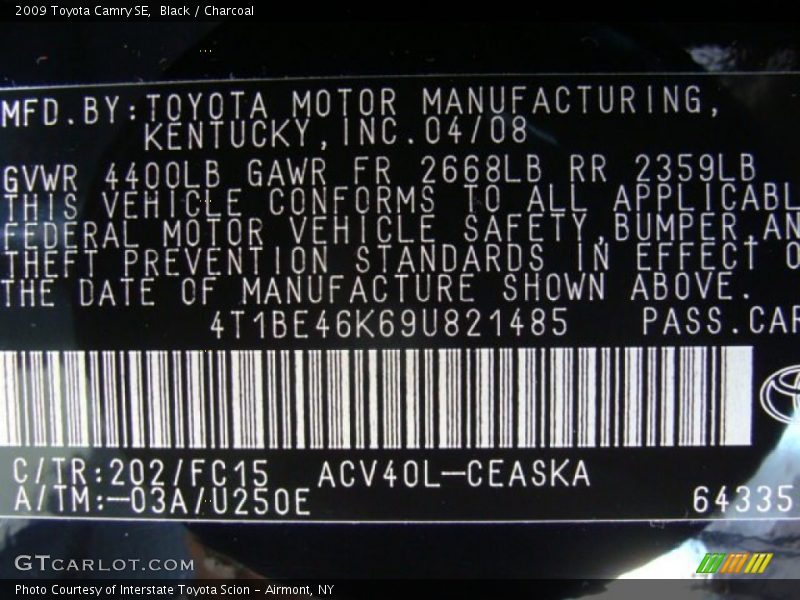 2009 Toyota Camry SE, Black / Charcoal
MFD.BY:TOYOTA MOTOR MANUFACTURING,
KENTUCKY,INC.04/08
GVWR 4400LB GAWR FR 2668LB RR 2359LB
THIS VEHICLE CONFORMS TO ALL APPLICABL
FEDERAL MOTOR VEHICLE SAFETY,BUMPER,AN
THEFT PREVENTION STANDARDS IN EFFECT O
THE DATE OF MANUFACTURE SHOWN ABOVE.
4T1BE46K69U821485 PASS.CAR
C/TR:202/FC15 ACV40L-CEASKA
A/TM:-03A/U250E 64335
GTCARLOT.COM
Photo Courtesy of Interstate Toyota Scion - Airmont, NY